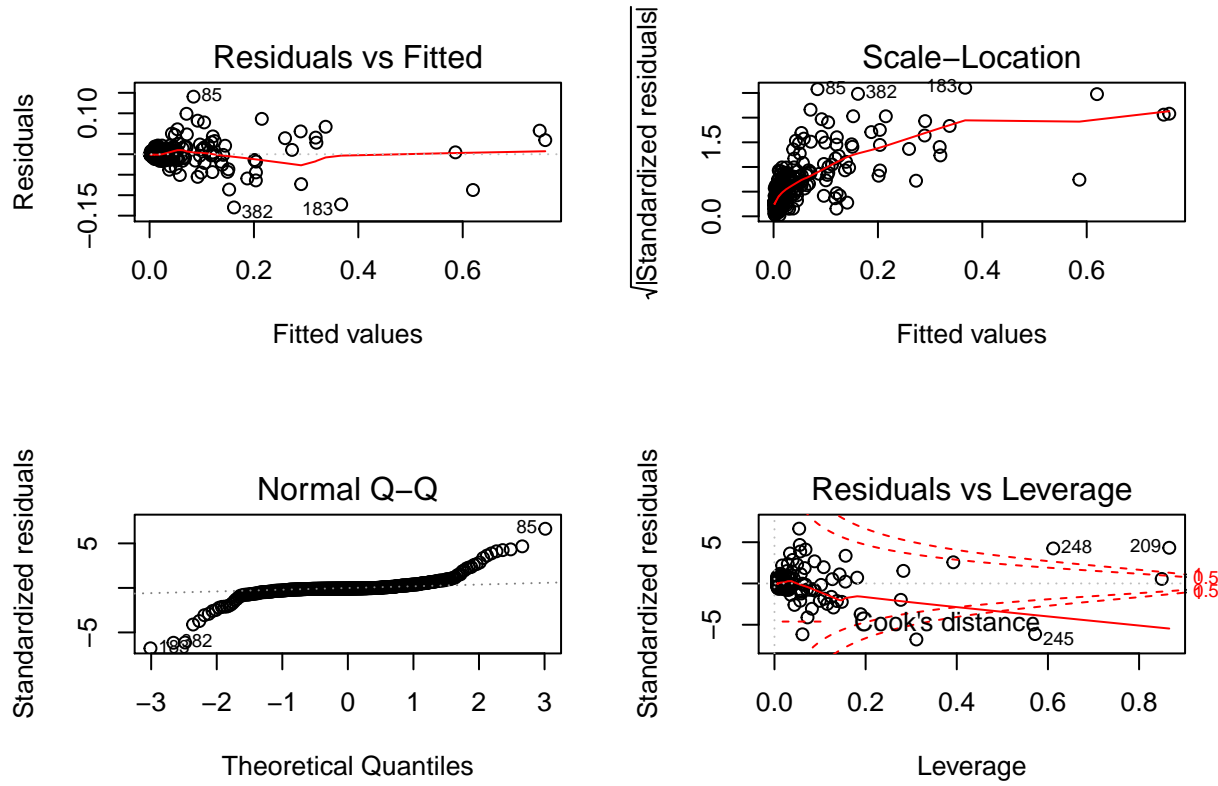 Residuals vs Fitted
Residuals
0.10
−0.15
85
382
183
0.0 0.2 0.4 0.6
Fitted values
Scale−Location
√|Standardized residuals|
1.5
0.0
85
382
183
0.0 0.2 0.4 0.6
Fitted values
Normal Q−Q
Standardized residuals
5
−5
85
382
−3 −2 −1 0 1 2 3
Theoretical Quantiles
Residuals vs Leverage
Standardized residuals
5
0
−5
248
209
245
Cook's distance
1
0.5
0.5
1
0.0 0.2 0.4 0.6 0.8
Leverage